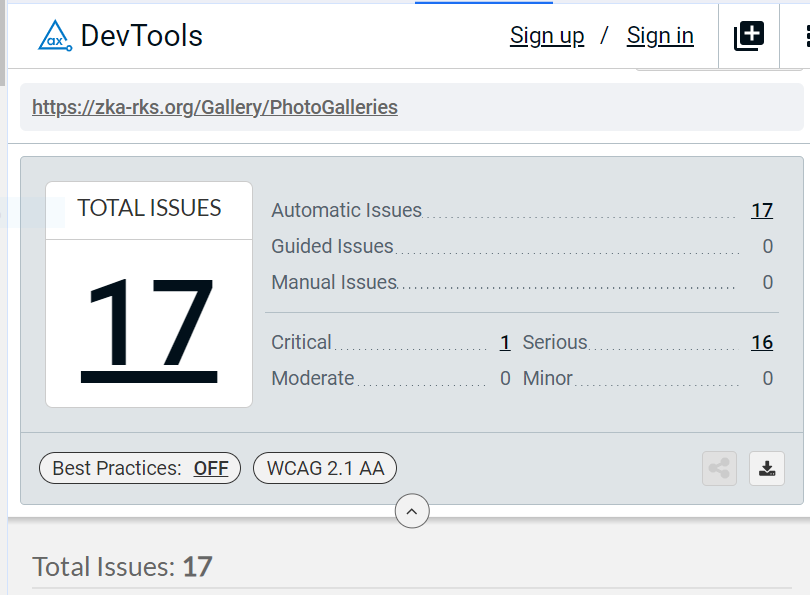 ax DevTools Sign up / Sign in
https://zka-rks.org/Gallery/PhotoGalleries
TOTAL ISSUES
17
Automatic Issues 17
Guided Issues 0
Manual Issues 0
Critical 1 Serious 16
Moderate 0 Minor 0
Best Practices: OFF WCAG 2.1 AA
Total Issues: 17